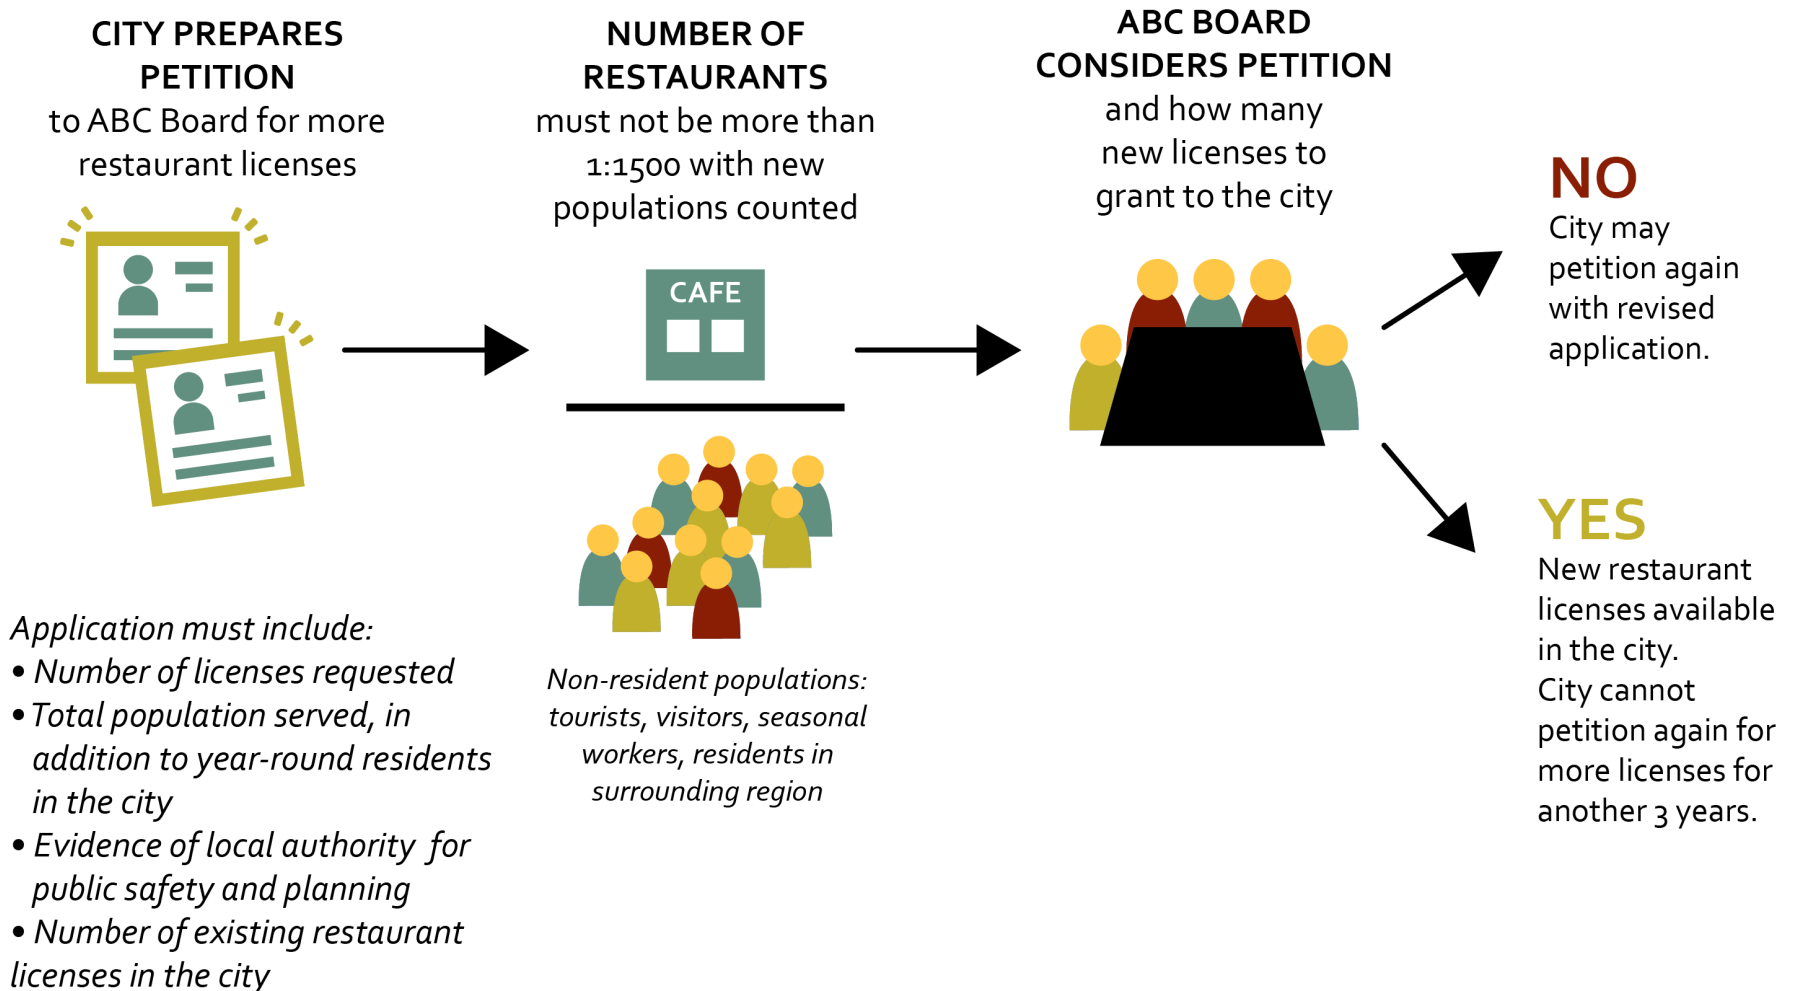 CITY PREPARES
PETITION
to ABC Board for more
restaurant licenses
Application must include:
• Number of licenses requested
• Total population served, in
addition to year-round residents
in the city
• Evidence of local authority for
public safety and planning
• Number of existing restaurant
licenses in the city
NUMBER OF
RESTAURANTS
must not be more than
1:1500 with new
populations counted
CAFE
Non-resident populations:
tourists, visitors, seasonal
workers, residents in
surrounding region
ABC BOARD
CONSIDERS PETITION
and how many
new licenses to
grant to the city
NO
City may
petition again
with revised
application.
YES
New restaurant
licenses available
in the city.
City cannot
petition again for
more licenses for
another 3 years.